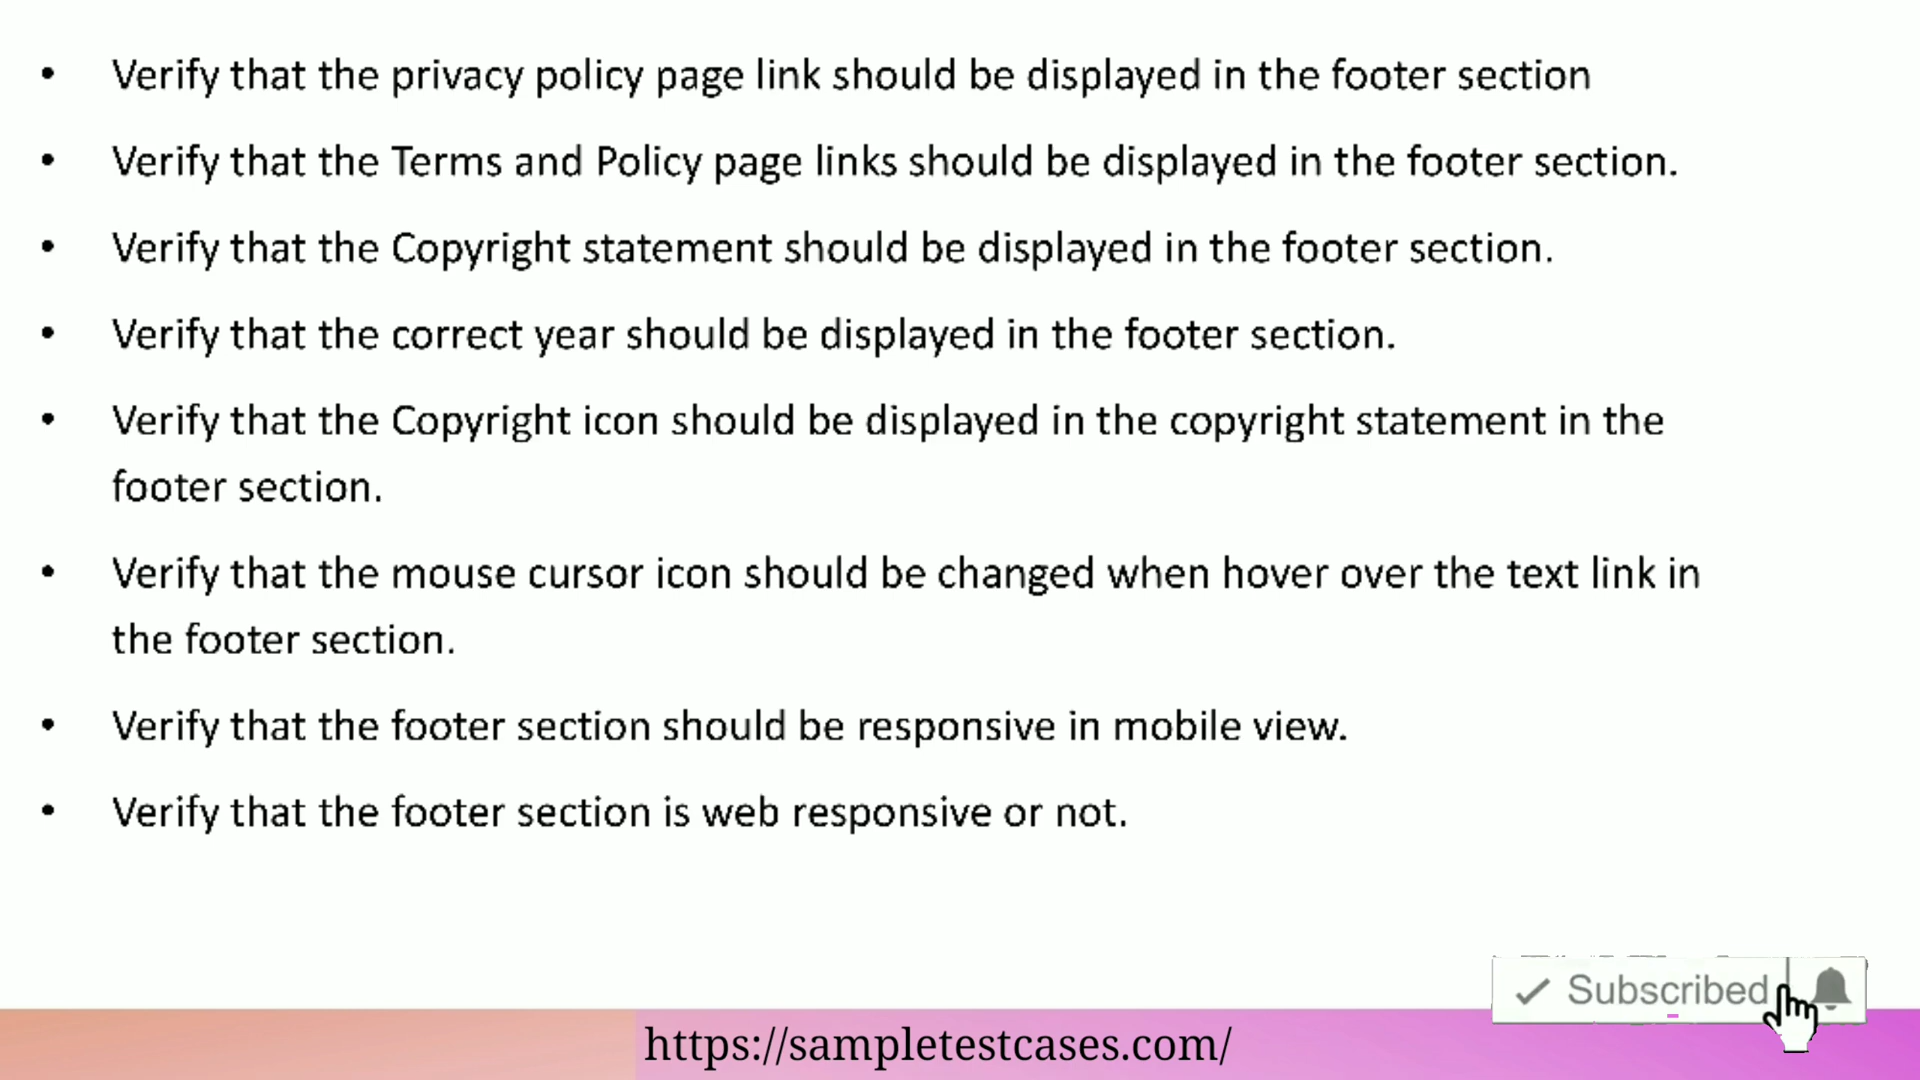 • Verify that the privacy policy page link should be displayed in the footer section
• Verify that the Terms and Policy page links should be displayed in the footer section.
• Verify that the Copyright statement should be displayed in the footer section.
• Verify that the correct year should be displayed in the footer section.
• Verify that the Copyright icon should be displayed in the copyright statement in the
footer section.
• Verify that the mouse cursor icon should be changed when hover over the text link in
the footer section.
• Verify that the footer section should be responsive in mobile view.
• Verify that the footer section is web responsive or not.
Subscribed
https://sampletestcases.com/